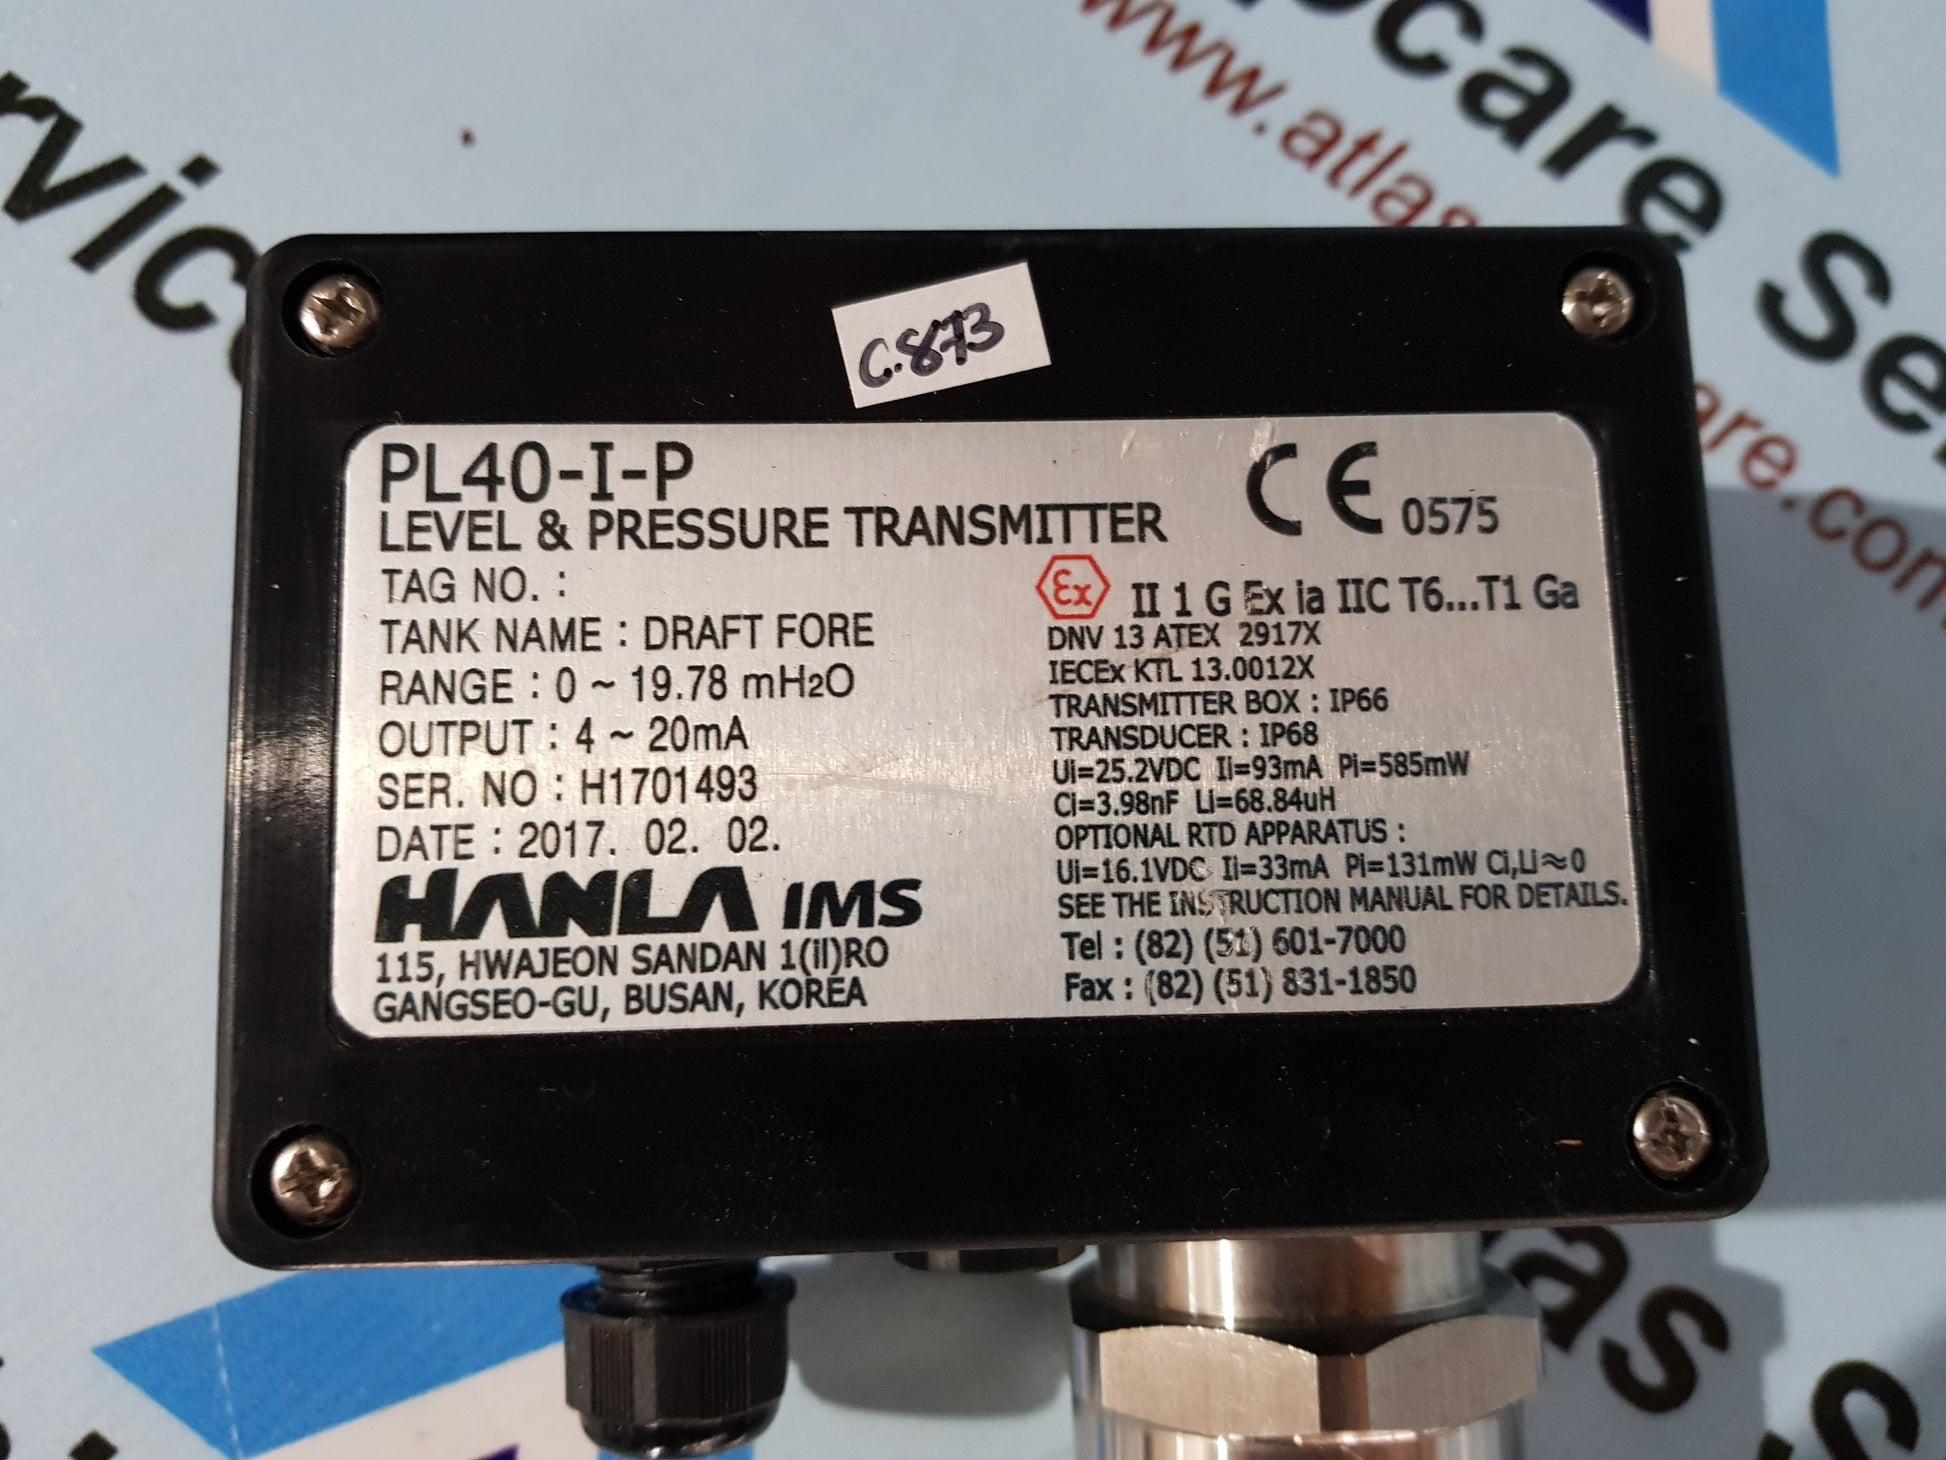 www.atlas
care Se
are.com
C.873
PL40-I-P
LEVEL & PRESSURE TRANSMITTER
TAG NO. :
TANK NAME : DRAFT FORE
RANGE : 0 ~ 19.78 mH2O
OUTPUT : 4 ~ 20mA
SER. NO : H1701493
DATE : 2017. 02. 02.
HANLA IMS
115, HWAJEON SANDAN 1(il)RO
GANGSEO-GU, BUSAN, KOREA
CE 0575
Ex II 1 G Ex ia IIC T6...T1 Ga
DNV 13 ATEX 2917X
IECEx KTL 13.0012X
TRANSMITTER BOX : IP66
TRANSDUCER : IP68
Ui=25.2VDC Ii=93mA Pi=585mW
Ci=3.98nF Li=68.84uH
OPTIONAL RTD APPARATUS :
Ui=16.1VDC Ii=33mA Pi=131mW Ci,Li≈0
SEE THE INSTRUCTION MANUAL FOR DETAILS.
Tel : (82) (51) 601-7000
Fax : (82) (51) 831-1850